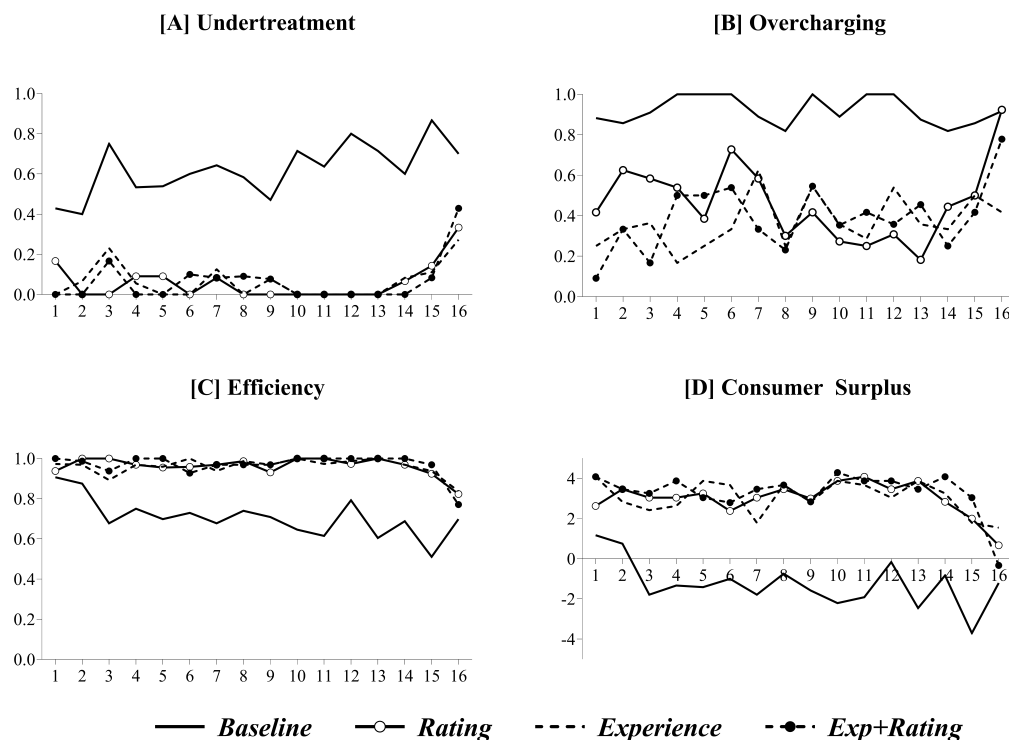 [A] Undertreatment
1.0
0.8
0.6
0.4
0.2
0.0
1 2 3 4 5 6 7 8 9 10 11 12 13 14 15 16
[B] Overcharging
1.0
0.8
0.6
0.4
0.2
0.0
1 2 3 4 5 6 7 8 9 10 11 12 13 14 15 16
[C] Efficiency
1.0
0.8
0.6
0.4
0.2
0.0
1 2 3 4 5 6 7 8 9 10 11 12 13 14 15 16
[D] Consumer Surplus
4
2
0
-2
-4
1 2 3 4 5 6 7 8 9 10 11 12 13 14 15 16
Baseline Rating Experience Exp+Rating